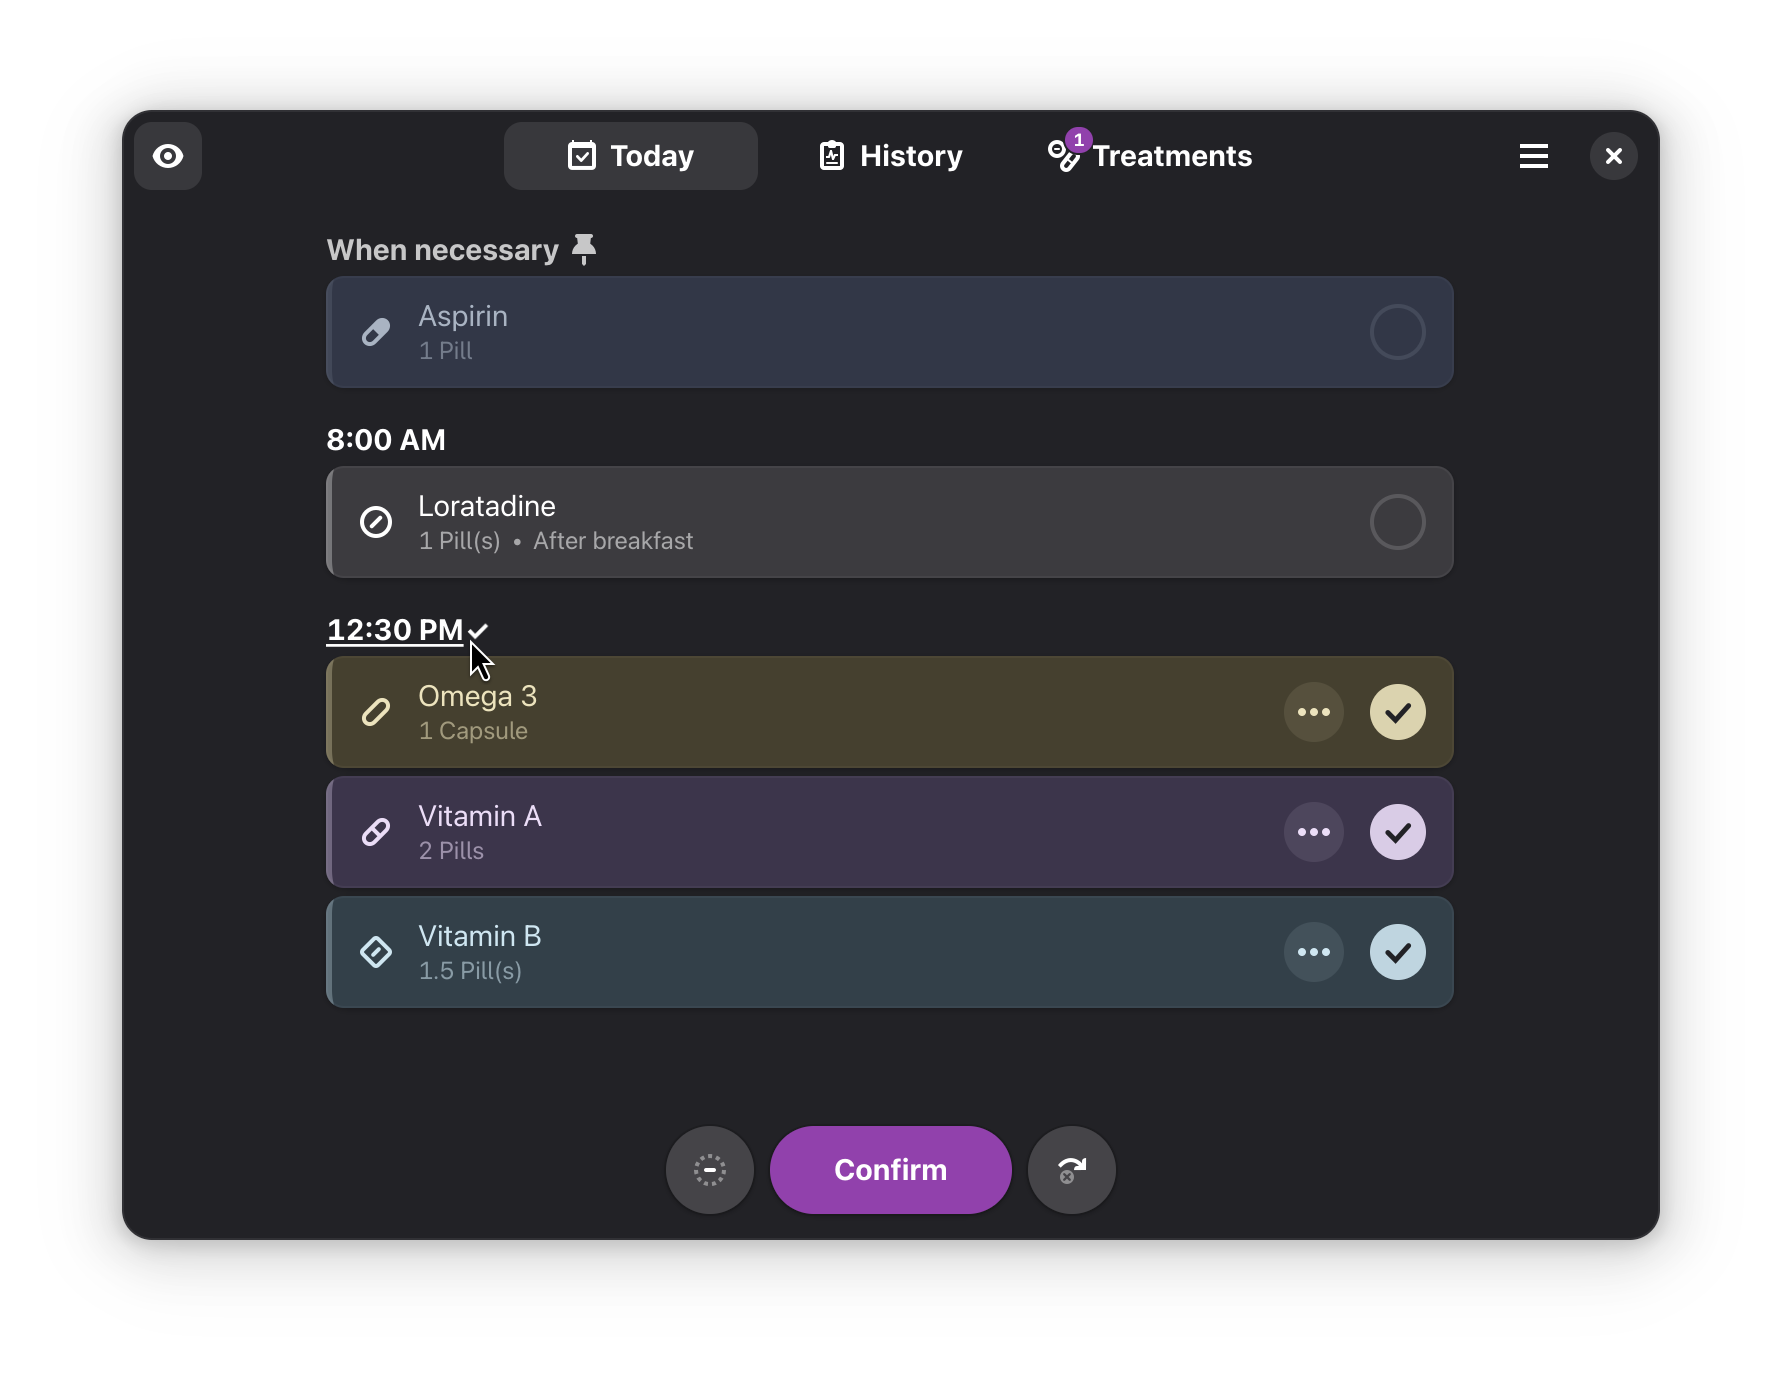 Today
History
1
Treatments
When necessary
Aspirin
1 Pill
8:00 AM
Loratadine
1 Pill(s) • After breakfast
12:30 PM
Omega 3
1 Capsule
Vitamin A
2 Pills
Vitamin B
1.5 Pill(s)
Confirm